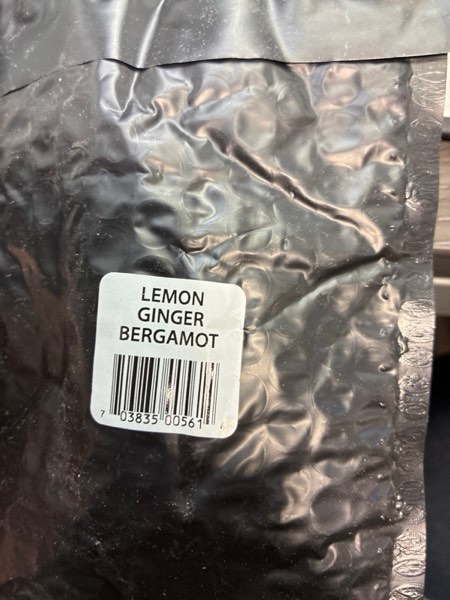 LEMON
GINGER
BERGAMOT
7 03835 00561